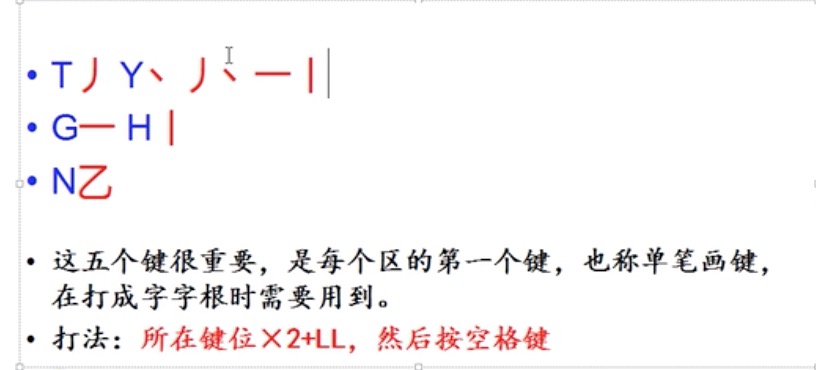 • T丿 Y丶 丿丶一丨
• G一 H丨
• N乙
• 这五个键很重要，是每个区的第一个键，也称单笔画键，
在打成字字根时需要用到。
• 打法：所在键位×2+LL，然后按空格键